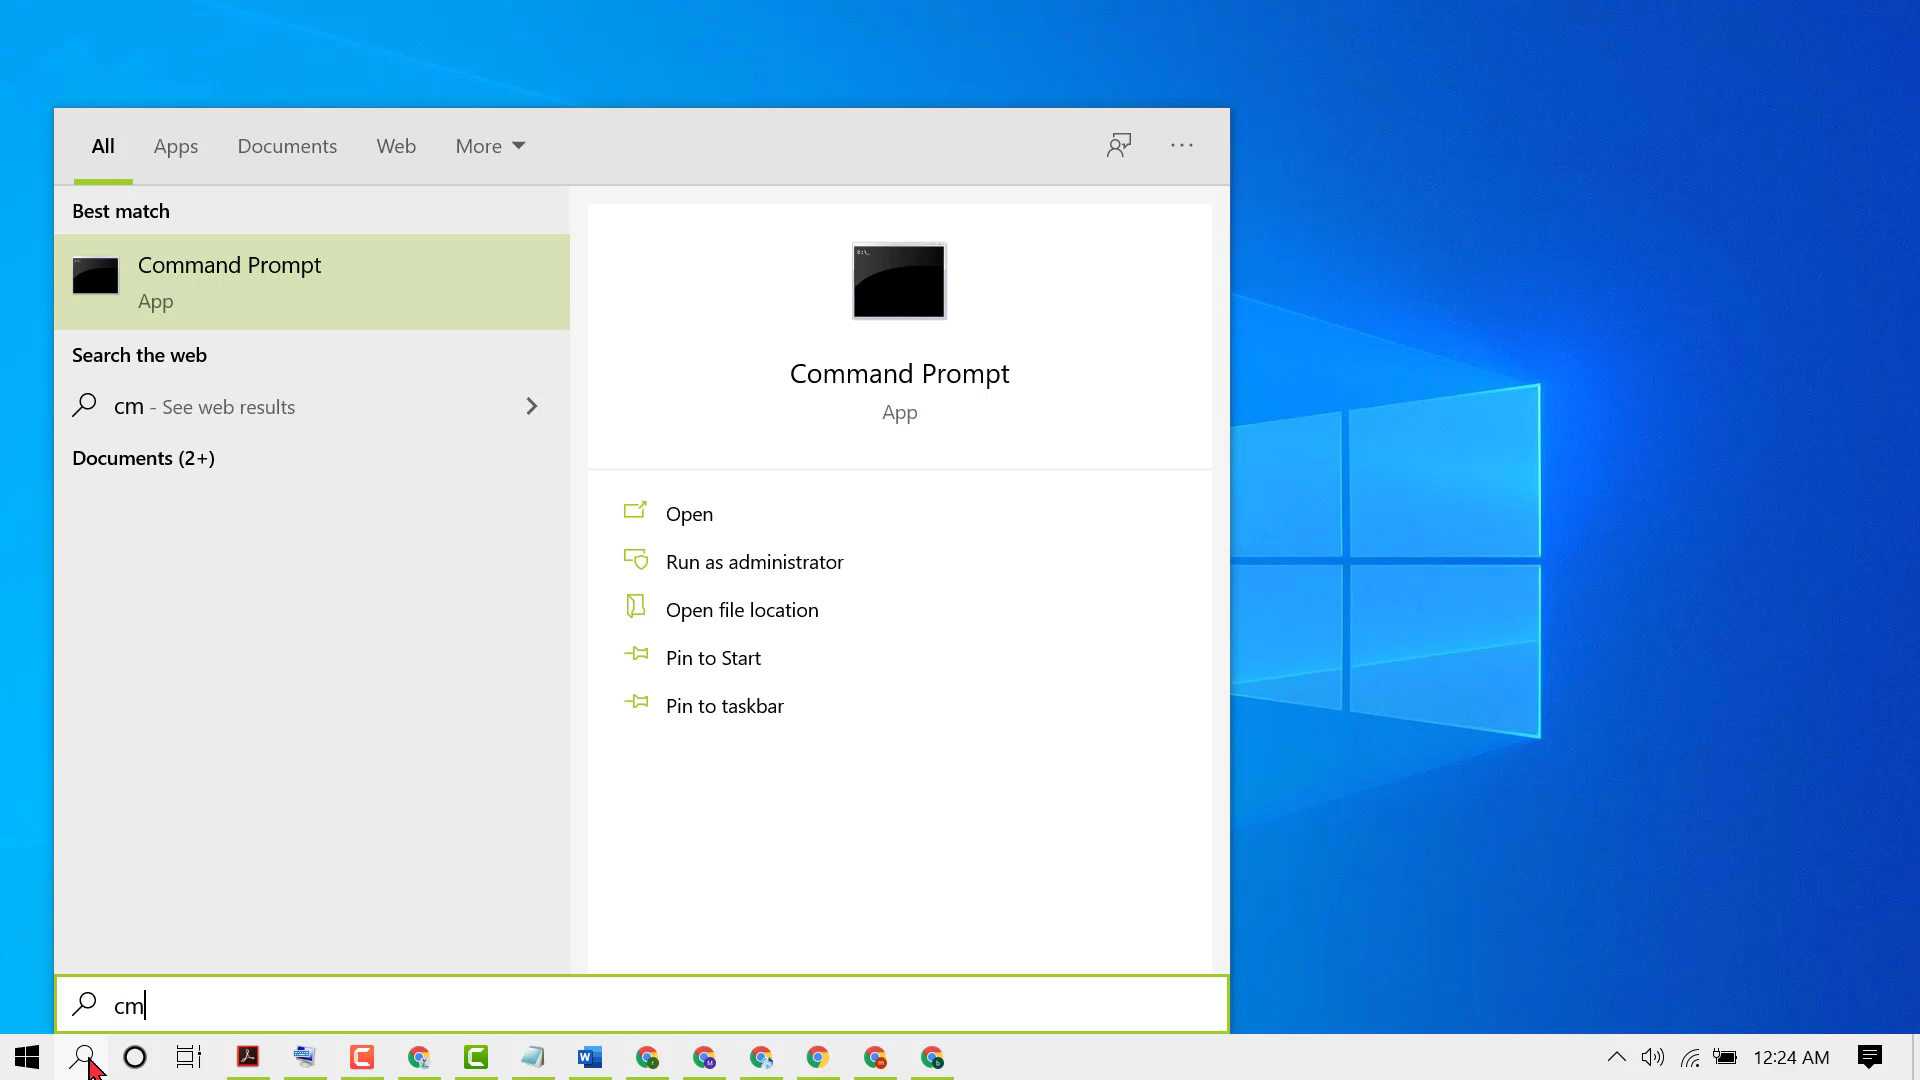 All Apps Documents Web More
Best match
Command Prompt
App
Search the web
cm - See web results
Documents (2+)
Command Prompt
App
Open
Run as administrator
Open file location
Pin to Start
Pin to taskbar
cm
12:24 AM